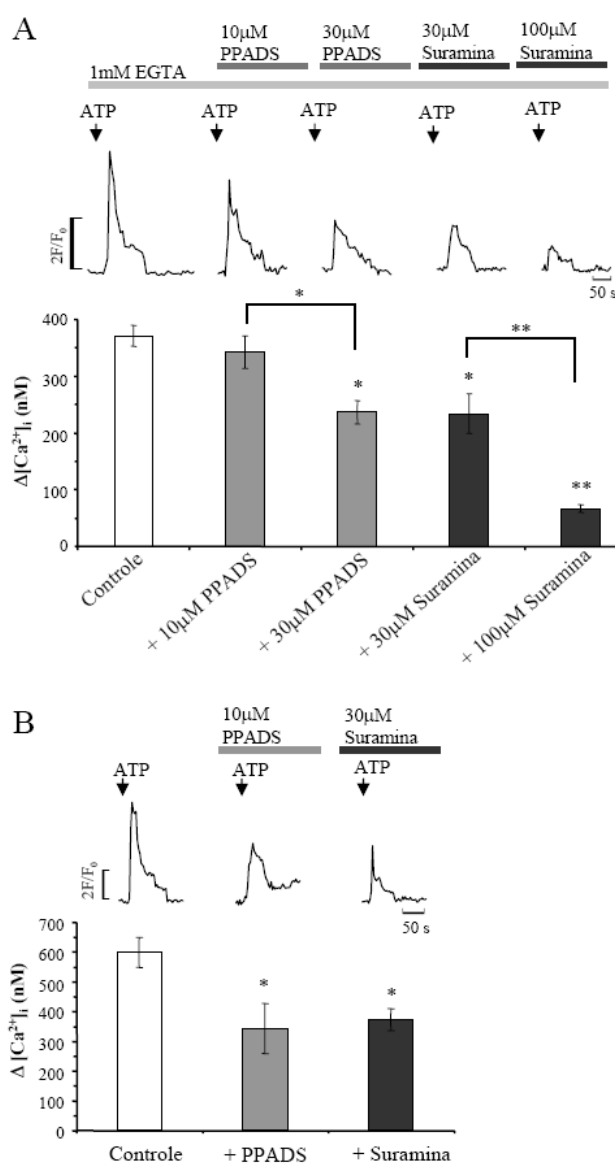 A
10μM PPADS
30μM PPADS
30μM Suramina
100μM Suramina
1mM EGTA
ATP ATP ATP ATP ATP
2F/F₀
50 s
* **
400
300
200
100
0
* * **
Δ[Ca²⁺]ᵢ (nM)
Controle
+ 10μM PPADS
+ 30μM PPADS
+ 30μM Suramina
+ 100μM Suramina
B
10μM PPADS
30μM Suramina
ATP ATP ATP
2F/F₀
50 s
700
600
500
400
300
200
100
0
* *
Δ [Ca²⁺]ᵢ (nM)
Controle
+ PPADS
+ Suramina